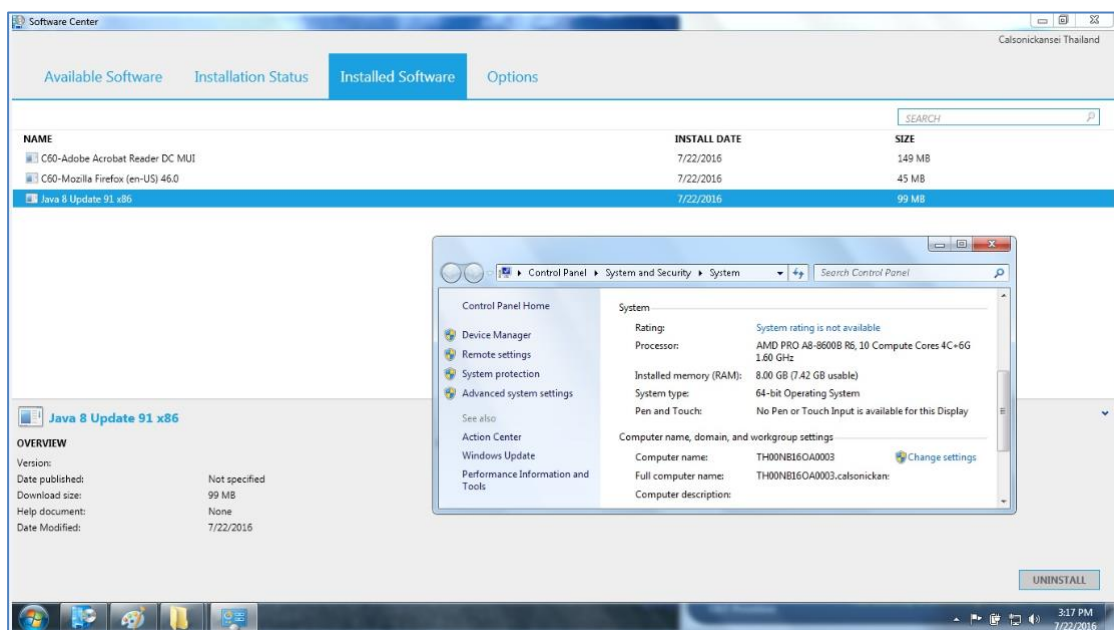 Software Center
Calsonickansei Thailand
Available Software Installation Status Installed Software Options
SEARCH
NAME INSTALL DATE SIZE
C60-Adobe Acrobat Reader DC MUI 7/22/2016 149 MB
C60-Mozilla Firefox (en-US) 46.0 7/22/2016 45 MB
Java 8 Update 91 x86 7/22/2016 99 MB
Control Panel System and Security System Search Control Panel
Control Panel Home
Device Manager
Remote settings
System protection
Advanced system settings
See also
Action Center
Windows Update
Performance Information and
Tools
System
Rating: System rating is not available
Processor: AMD PRO A8-8600B R6, 10 Compute Cores 4C+6G
1.60 GHz
Installed memory (RAM): 8.00 GB (7.42 GB usable)
System type: 64-bit Operating System
Pen and Touch: No Pen or Touch Input is available for this Display
Computer name, domain, and workgroup settings
Computer name: TH00NB16OA0003 Change settings
Full computer name: TH00NB16OA0003.calsonickan:
Computer description:
Java 8 Update 91 x86
OVERVIEW
Version:
Date published: Not specified
Download size: 99 MB
Help document: None
Date Modified: 7/22/2016
UNINSTALL
3:17 PM
7/22/2016